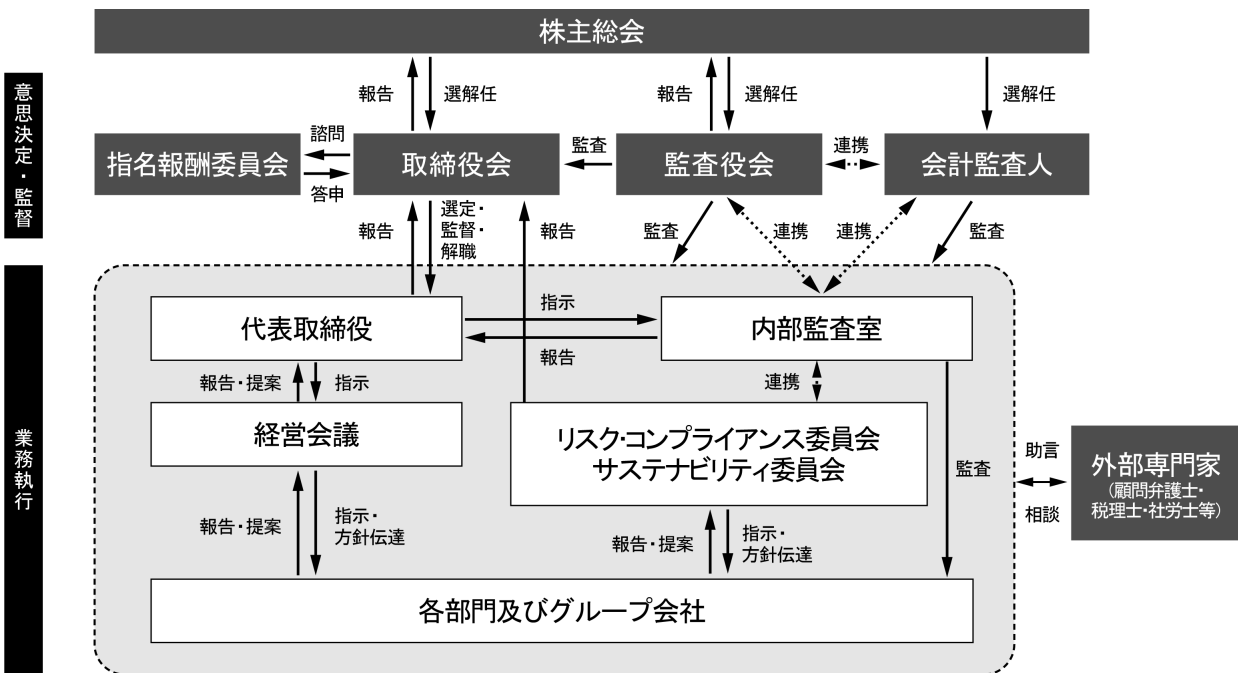 株主総会
意思決定・監督
報告
選解任
報告
選解任
選解任
指名報酬委員会
諮問
答申
取締役会
監査
監査役会
連携
会計監査人
報告
選定・
監督・
解職
報告
監査
連携
連携
監査
業務執行
代表取締役
指示
報告
内部監査室
報告・提案
指示
連携
経営会議
リスク・コンプライアンス委員会
サステナビリティ委員会
監査
助言
相談
外部専門家
（顧問弁護士・
税理士・社労士等）
報告・提案
指示・
方針伝達
報告・提案
指示・
方針伝達
各部門及びグループ会社